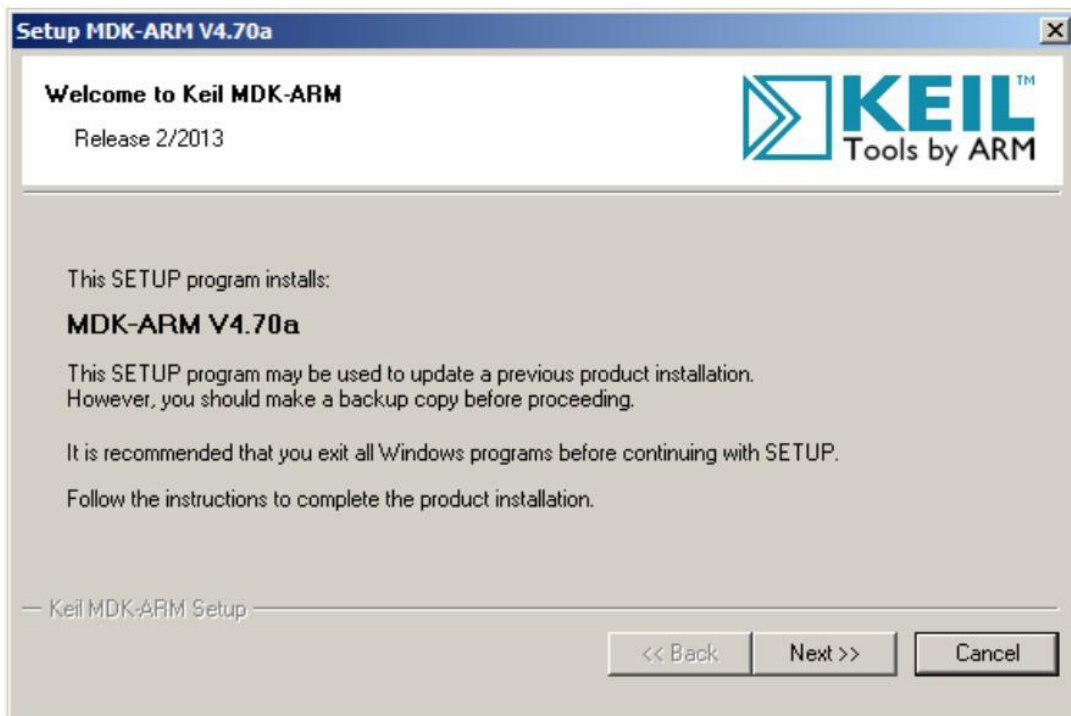 Setup MDK-ARM V4.70a
Welcome to Keil MDK-ARM
Release 2/2013
KEIL™
Tools by ARM
This SETUP program installs:
MDK-ARM V4.70a
This SETUP program may be used to update a previous product installation.
However, you should make a backup copy before proceeding.
It is recommended that you exit all Windows programs before continuing with SETUP.
Follow the instructions to complete the product installation.
Keil MDK-ARM Setup
<< Back Next >> Cancel